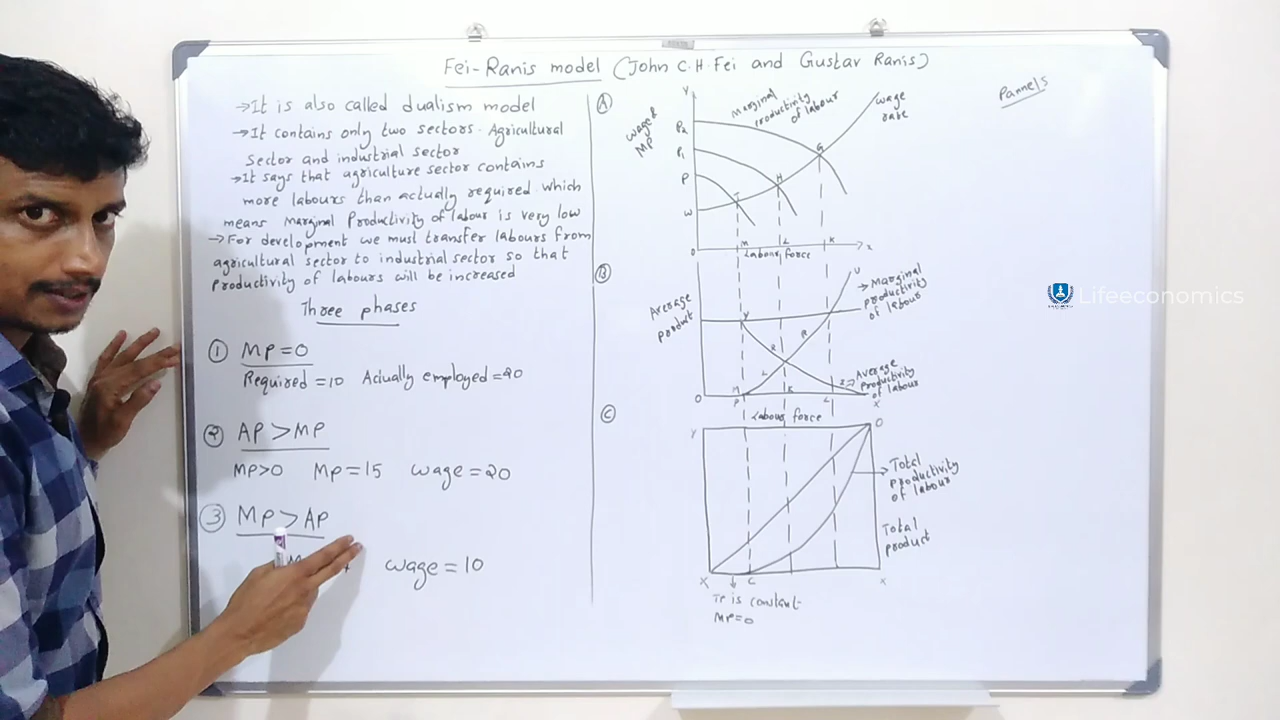 Fei-Ranis model (John C.H.Fei and Gustav Ranis)
Pannels
→It is also called dualism model
→It contains only two sectors. Agricultural
Sector and industrial sector
→It says that agriculture sector contains
more labours than actually required which
means Marginal Productivity of labour is very low
→For development we must transfer labours from
agricultural sector to industrial sector so that
Productivity of labours will be increased
Three phases
① MP=0
Required=10 Actually employed=20
② AP>MP
MP>0 MP=15 wage=20
③ MP>AP
wage=10
A
Y
wage& MP
Marginal
productivity
of labour
wage
rate
P2
P1
P
W
T
H
G
O
M
L
K
X
Labour force
B
Average
product
U
→Marginal
productivity
of labour
V
R
R
L
M
K
→Average
productivity
of labour
O
P
L
X
Labour force
C
Y
O
→Total
productivity
of labour
Total
product
X
C
X
↓
TP is constant
MP=0
Lifeeconomics